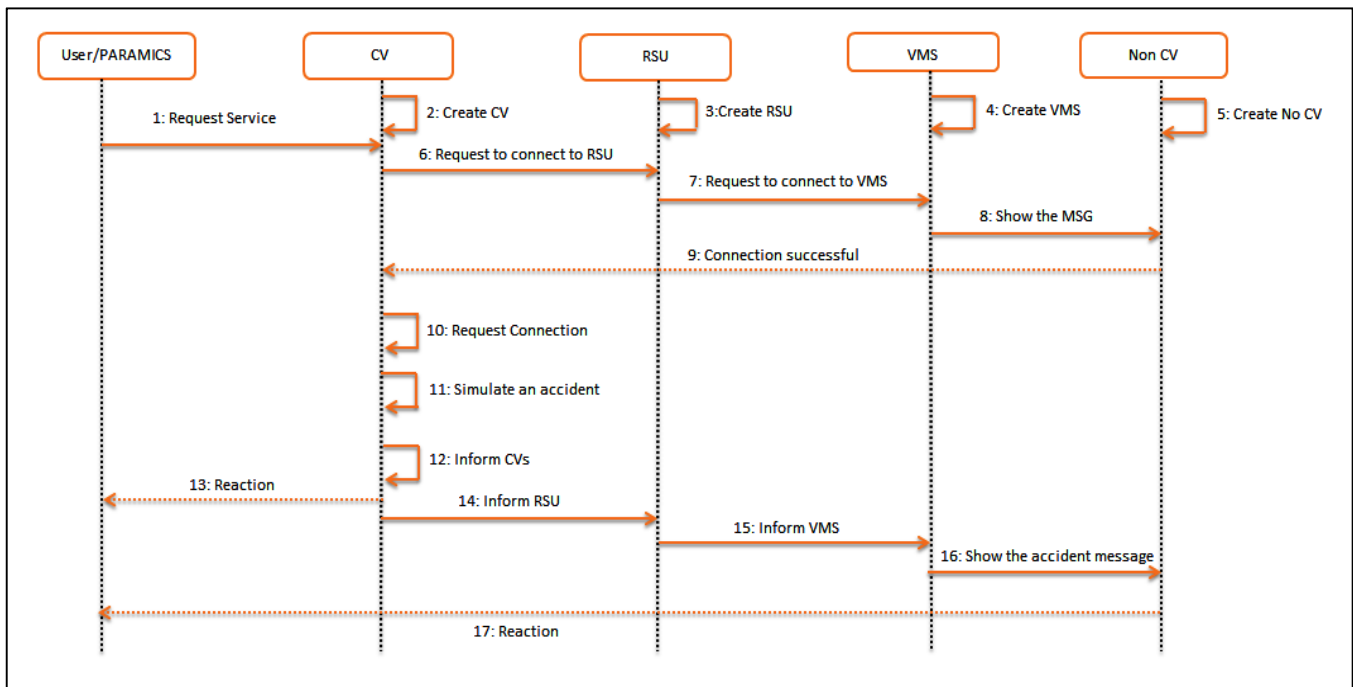 User/PARAMICS
CV
RSU
VMS
Non CV
1: Request Service
2: Create CV
3:Create RSU
4: Create VMS
5: Create No CV
6: Request to connect to RSU
7: Request to connect to VMS
8: Show the MSG
9: Connection successful
10: Request Connection
11: Simulate an accident
12: Inform CVs
13: Reaction
14: Inform RSU
15: Inform VMS
16: Show the accident message
17: Reaction